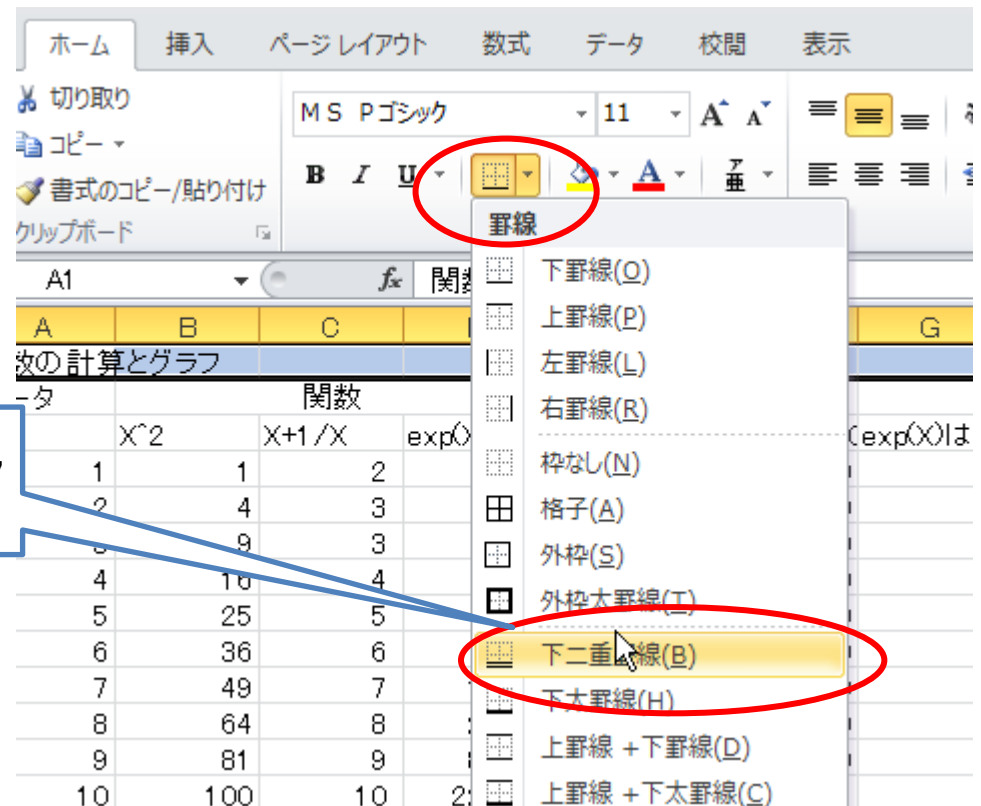 ホーム 挿入 ページ レイアウト 数式 データ 校閲 表示
切り取り
コピー
書式のコピー/貼り付け
クリップボード
MS Pゴシック 11 A A
B I U A ア亜
罫線
下罫線(O)
上罫線(P)
左罫線(L)
右罫線(R)
枠なし(N)
格子(A)
外枠(S)
外枠太罫線(T)
下二重罫線(B)
下太罫線(H)
上罫線 +下罫線(D)
上罫線 +下太罫線(C)
A1 fx 関
A B C G
数の計算とグラフ
ータ 関数
X^2 X+1/X exp(X exp(X)は
1 1 2
2 4 3
9 3
4 16 4
5 25 5
6 36 6
7 49 7
8 64 8
9 81 9
10 100 10 2